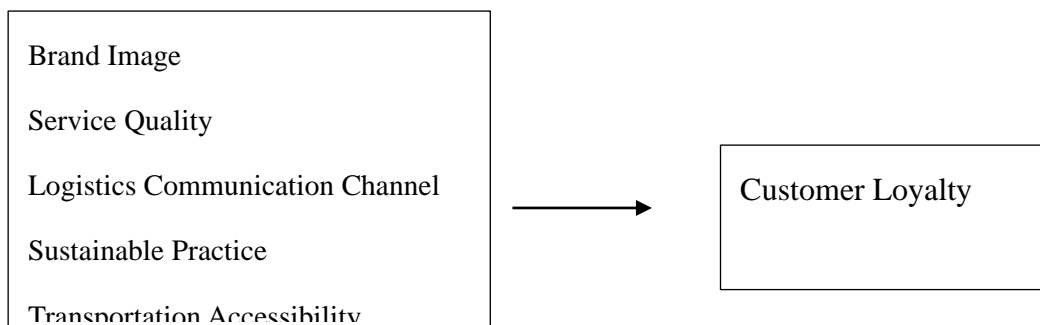 Brand Image
Service Quality
Logistics Communication Channel
Customer Loyalty
Sustainable Practice
Transportation Accessibility